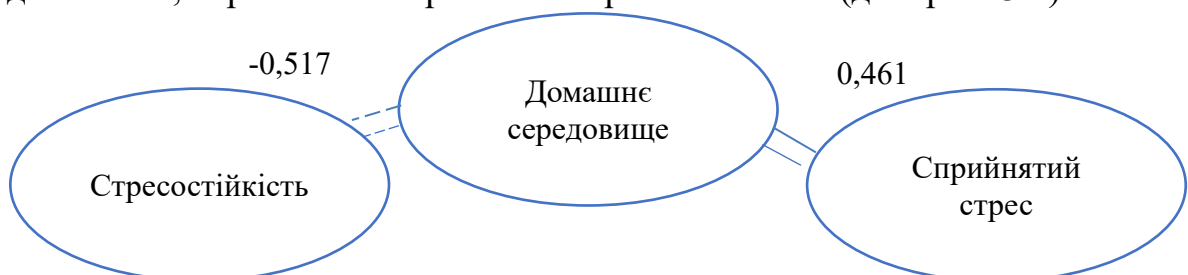 -0,517
0,461
Домашнє
середовище
Стресостійкість
Сприйнятий
стрес